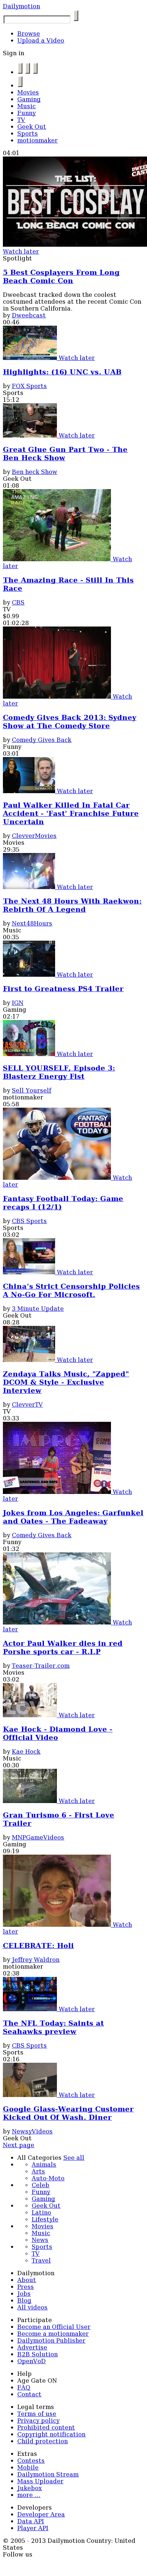 Dailymotion
Browse
Upload a Video
Sign in
Movies
Gaming
Music
Funny
TV
Geek Out
Sports
motionmaker
04:01
THE LIST:
BEST COSPLAY
FROM LONG
Watch later
Spotlight
5 Best Cosplayers From Long
Beach Comic Con
Dweebcast tracked down the coolest
costumed attendees at the recent Comic Con
in Southern California.
by Dweebcast
00:46
Watch later
Highlights: (16) UNC vs. UAB
by FOX Sports
Sports
15:12
Watch later
Great Glue Gun Part Two - The
Ben Heck Show
by Ben heck Show
Geek Out
01:08
AMAZING
Watch
later
The Amazing Race - Still In This
Race
by CBS
TV
$0.99
01:02:28
Watch
later
Comedy Gives Back 2013: Sydney
Show at The Comedy Store
by Comedy Gives Back
Funny
03:01
Watch later
Paul Walker Killed In Fatal Car
Accident - 'Fast' Franchise Future
Uncertain
by ClevverMovies
Movies
29:35
Watch later
The Next 48 Hours With Raekwon:
Rebirth Of A Legend
by Next48Hours
Music
00:35
Watch later
First to Greatness PS4 Trailer
by IGN
Gaming
02:17
Watch later
SELL YOURSELF, Episode 3:
Blasterz Energy Fist
by Sell Yourself
motionmaker
05:58
FANTASY
FOOTBALL
TODAY
Watch
later
Fantasy Football Today: Game
recaps I (12/1)
by CBS Sports
Sports
03:02
Watch later
China's Strict Censorship Policies
A No-Go For Microsoft.
by 3 Minute Update
Geek Out
08:28
Watch later
Zendaya Talks Music, "Zapped"
DCOM & Style - Exclusive
Interview
by ClevverTV
TV
03:33
Watch
later
Jokes from Los Angeles: Garfunkel
and Oates - The Fadeaway
by Comedy Gives Back
Funny
01:32
Watch
later
Actor Paul Walker dies in red
Porshe sports car - R.I.P
by Teaser-Trailer.com
Movies
03:02
Watch later
Kae Hock - Diamond Love -
Official Video
by Kae Hock
Music
00:30
Watch later
Gran Turismo 6 - First Love
Trailer
by MNPGameVideos
Gaming
09:19
Watch
later
CELEBRATE: Holi
by Jeffrey Waldron
motionmaker
02:38
Watch later
The NFL Today: Saints at
Seahawks preview
by CBS Sports
Sports
02:16
Watch later
Google Glass-Wearing Customer
Kicked Out Of Wash. Diner
by NewsyVideos
Geek Out
Next page
All Categories See all
Animals
Arts
Auto-Moto
Celeb
Funny
Gaming
Geek Out
Latino
Lifestyle
Movies
Music
News
Sports
TV
Travel
Dailymotion
About
Press
Jobs
Blog
All videos
Participate
Become an Official User
Become a motionmaker
Dailymotion Publisher
Advertise
B2B Solution
OpenVoD
Help
Age Gate ON
FAQ
Contact
Legal terms
Terms of use
Privacy policy
Prohibited content
Copyright notification
Child protection
Extras
Contests
Mobile
Dailymotion Stream
Mass Uploader
Jukebox
more ...
Developers
Developer Area
Data API
Player API
© 2005 - 2013 Dailymotion Country: United
States
Follow us